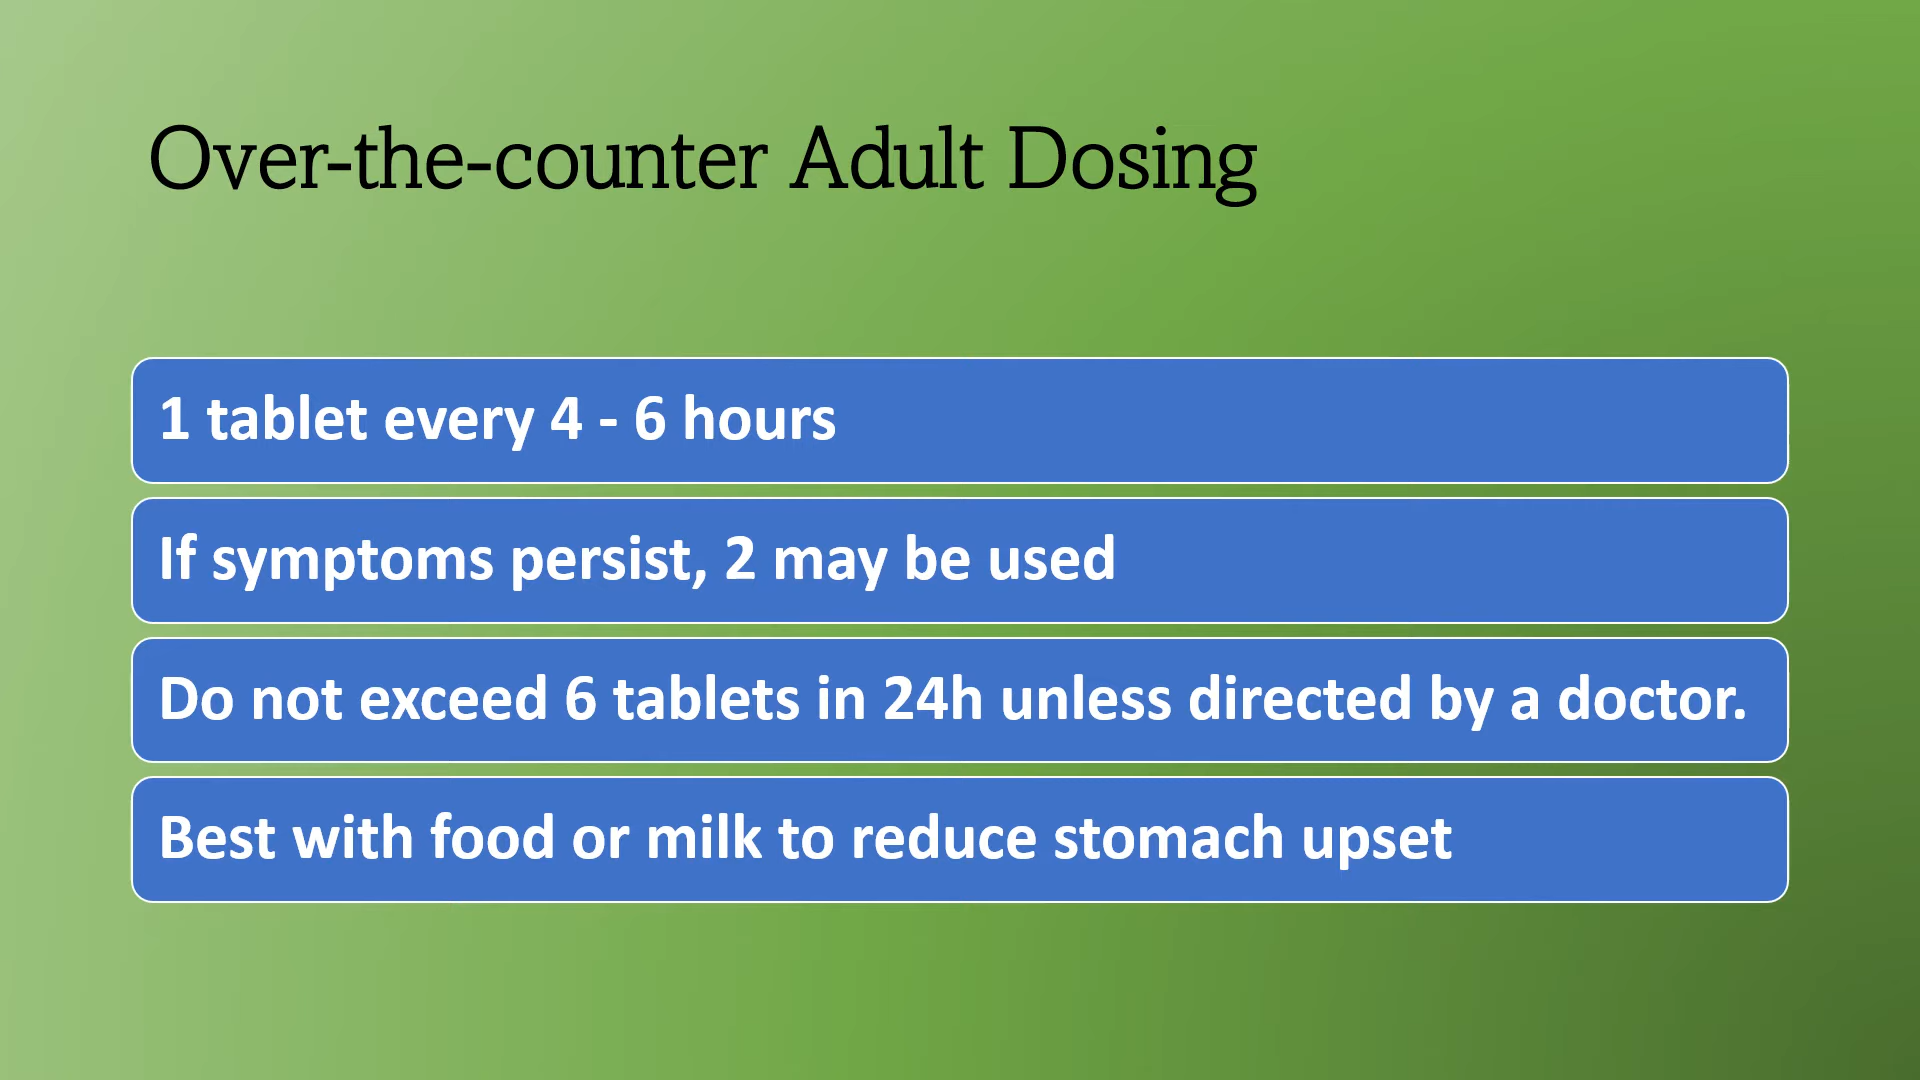 Over-the-counter Adult Dosing
1 tablet every 4 - 6 hours
If symptoms persist, 2 may be used
Do not exceed 6 tablets in 24h unless directed by a doctor.
Best with food or milk to reduce stomach upset